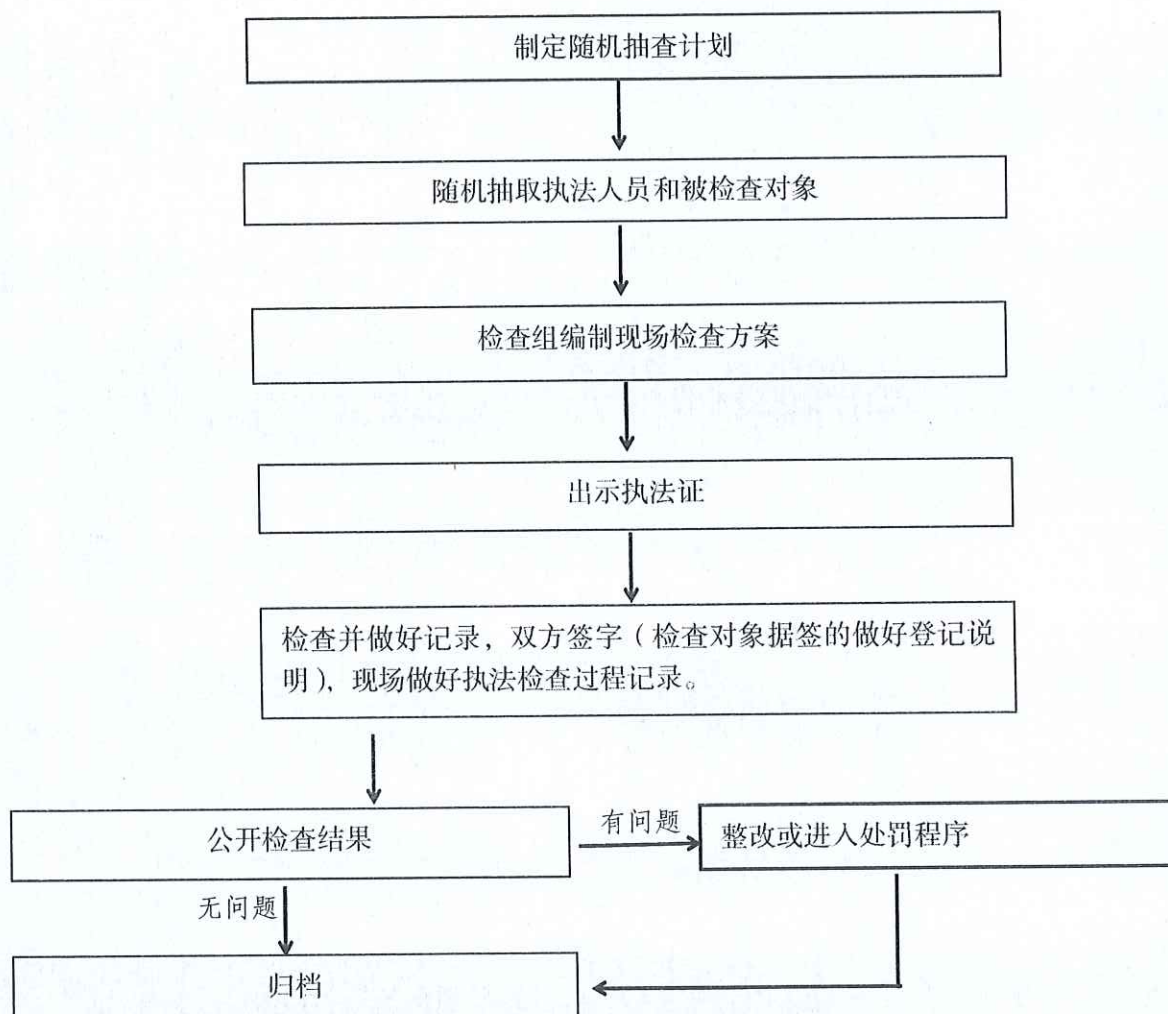 制定随机抽查计划
随机抽取执法人员和被检查对象
检查组编制现场检查方案
出示执法证
检查并做好记录，双方签字（检查对象据签的做好登记说
明），现场做好执法检查过程记录。
公开检查结果
有问题
整改或进入处罚程序
无问题
归档